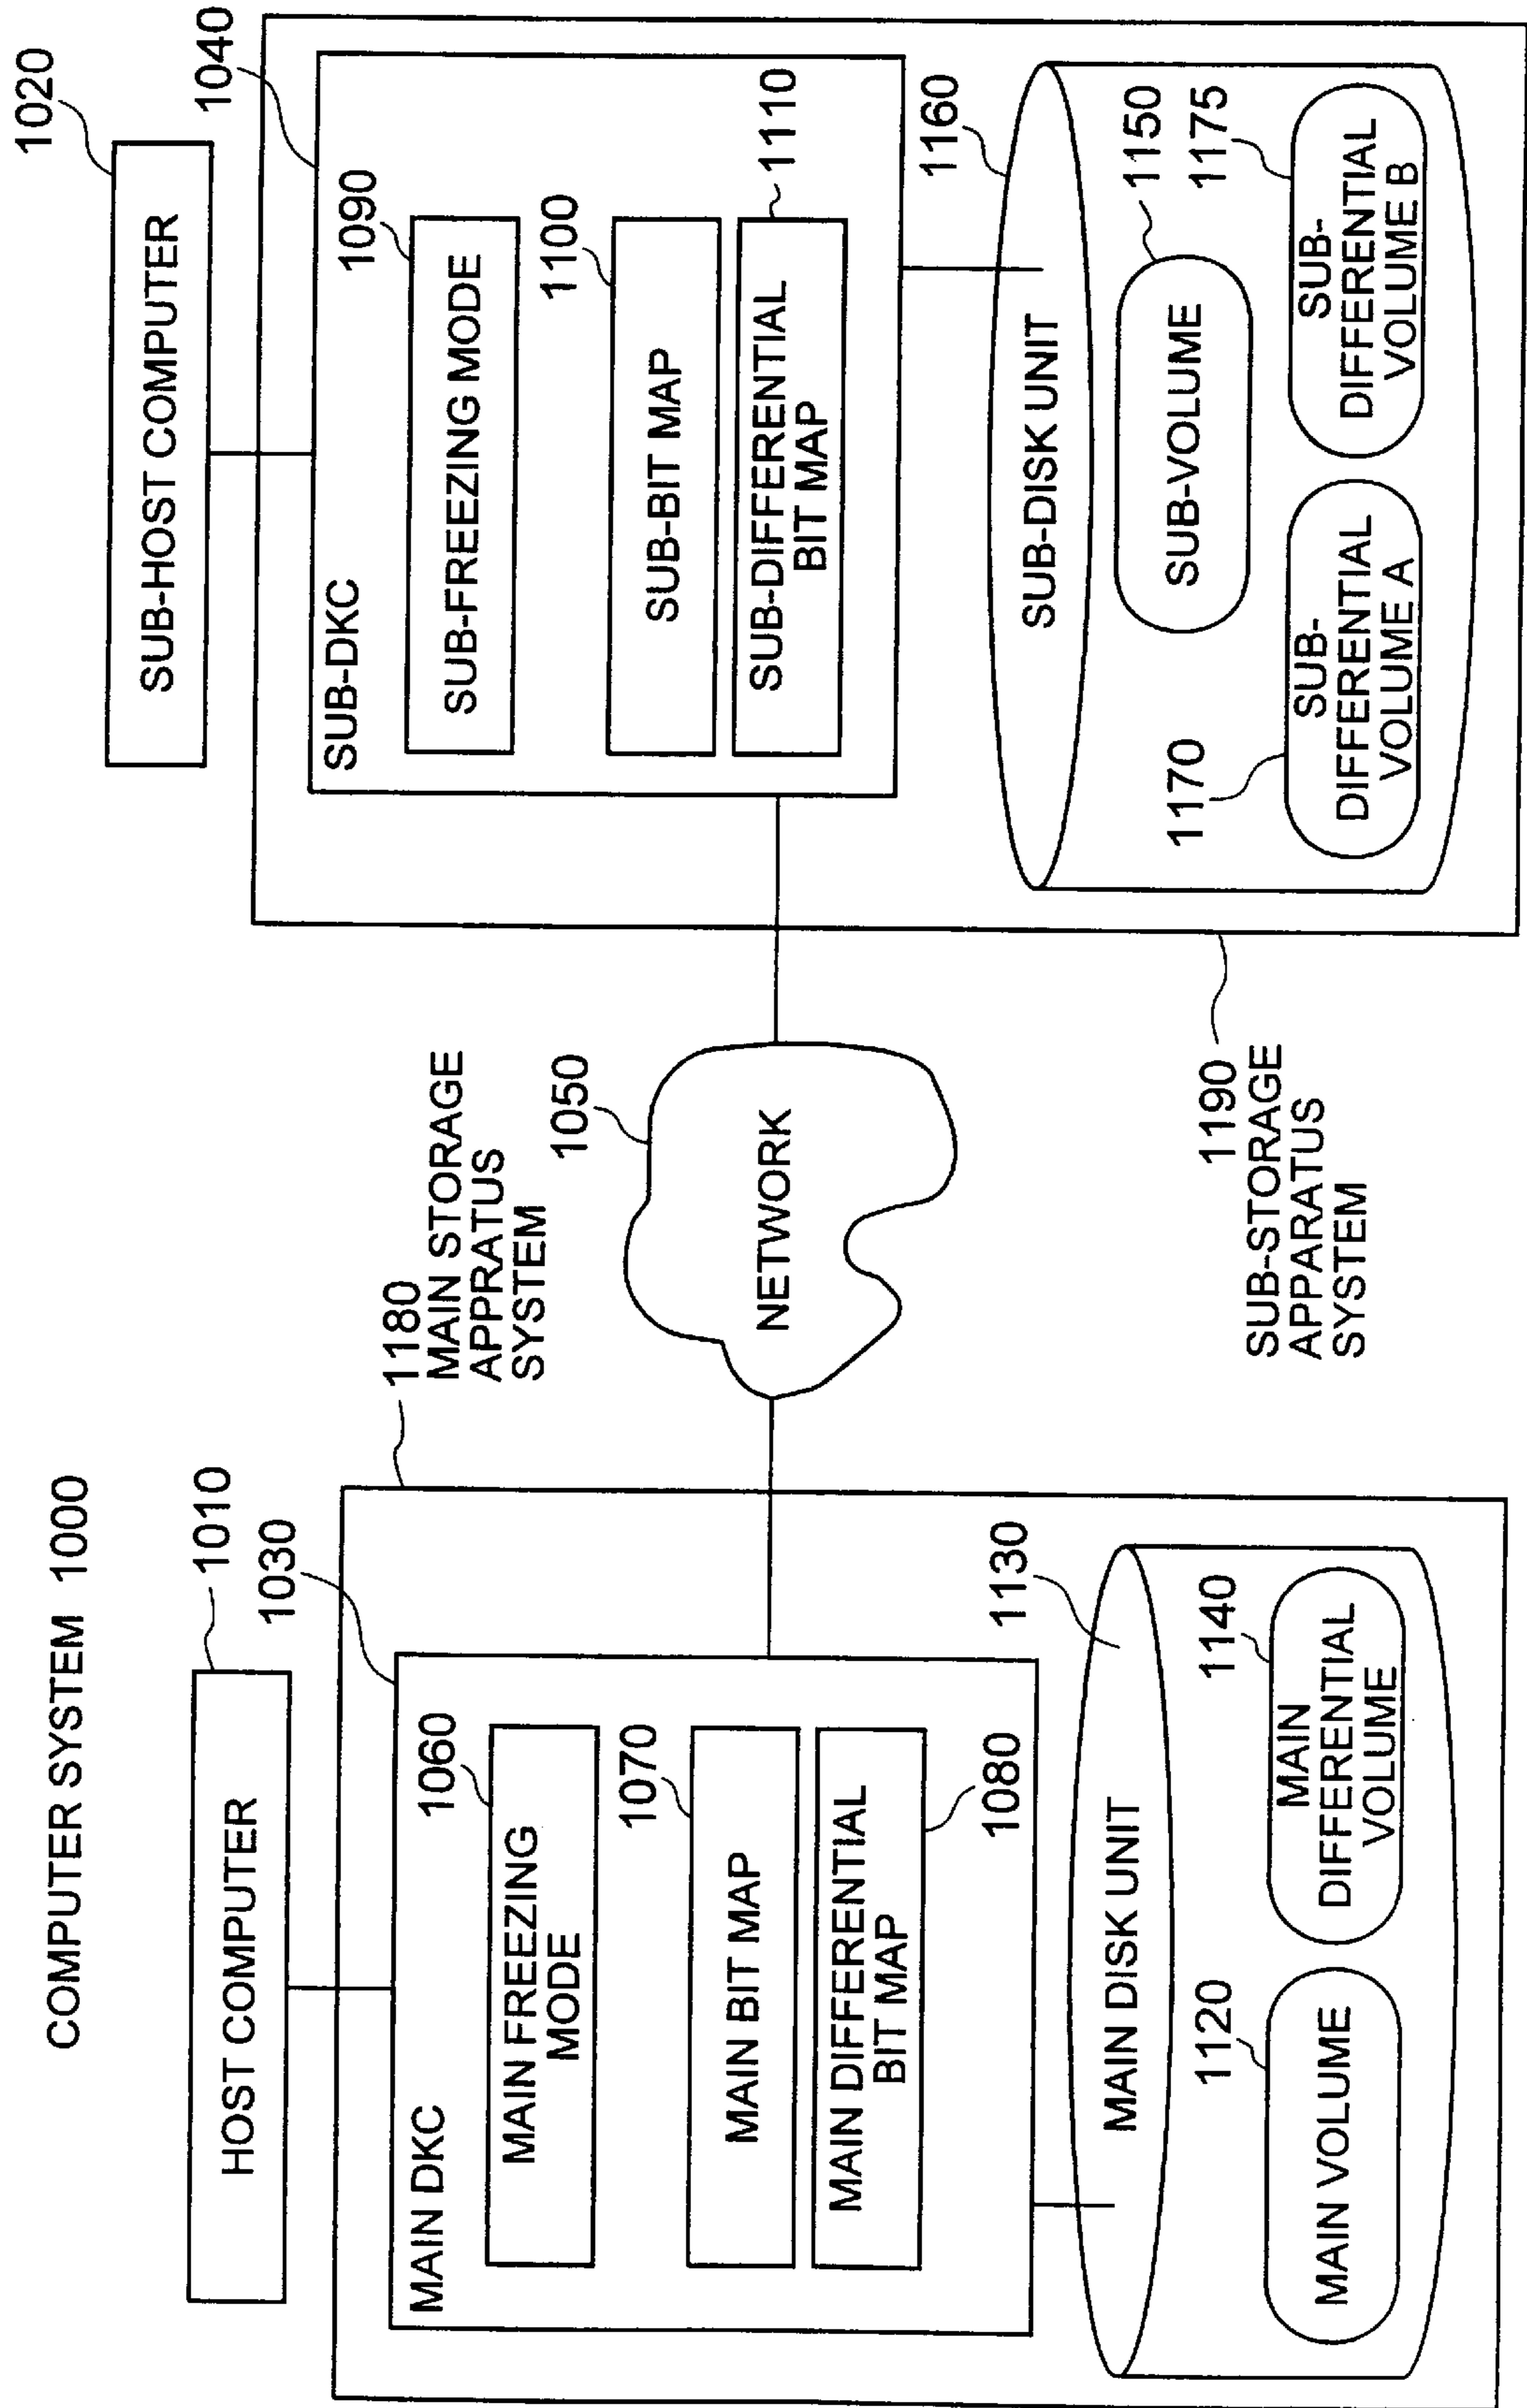 COMPUTER SYSTEM 1000
1010
HOST COMPUTER
1030
MAIN DKC
1060
MAIN FREEZING
MODE
1070
MAIN BIT MAP
MAIN DIFFERENTIAL
BIT MAP
1080
1130
MAIN DISK UNIT
1120
MAIN VOLUME
1140
MAIN
DIFFERENTIAL
VOLUME
1180
MAIN STORAGE
APPRATUS
SYSTEM
1050
NETWORK
1190
SUB-STORAGE
APPARATUS
SYSTEM
1020
SUB-HOST COMPUTER
1040
SUB-DKC
1090
SUB-FREEZING MODE
1100
SUB-BIT MAP
SUB-DIFFERENTIAL
BIT MAP
1110
1160
SUB-DISK UNIT
1150
SUB-VOLUME
1170
SUB-
DIFFERENTIAL
VOLUME A
1175
SUB-
DIFFERENTIAL
VOLUME B